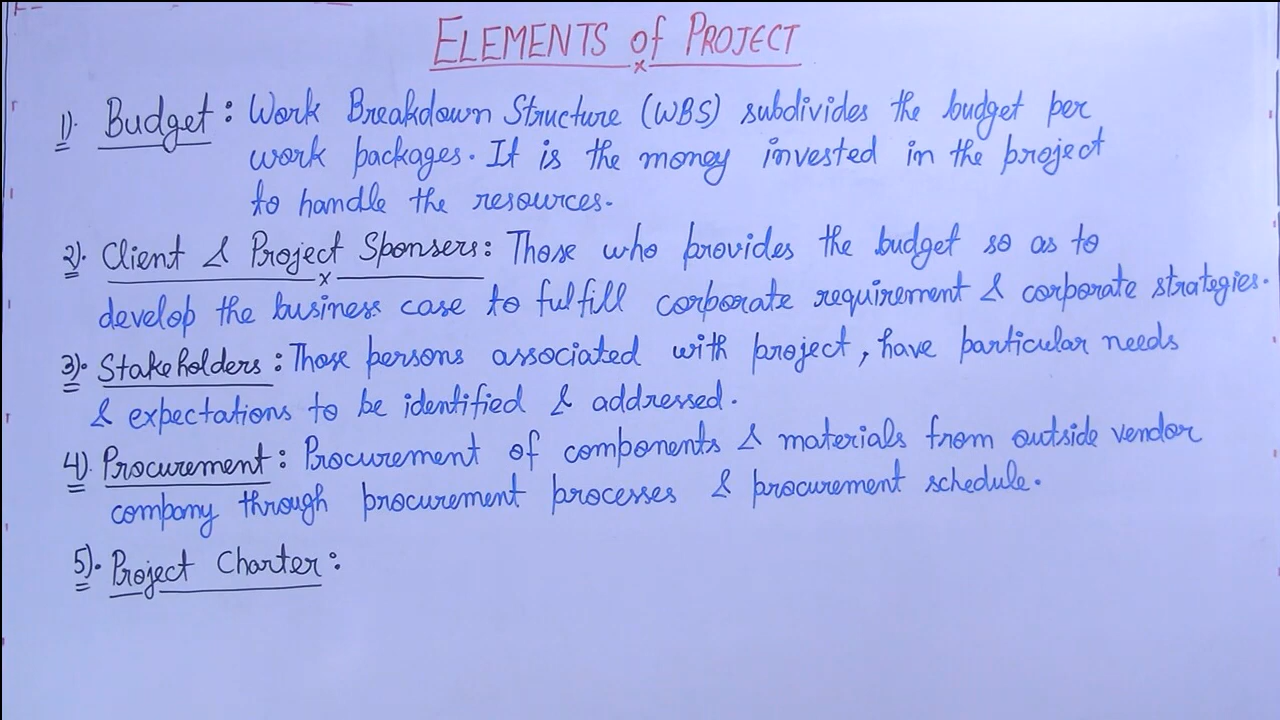 ELEMENTS of PROJECT
1). Budget: Work Breakdown Structure (WBS) subdivides the budget per
work packages. It is the money invested in the project
to handle the resources.
2). Client & Project Sponsers: Those who provides the budget so as to
develop the business case to fulfill corporate requirement & corporate strategies.
3). Stakeholders: Those persons associated with project, have particular needs
& expectations to be identified & addressed.
4). Procurement: Procurement of components & materials from outside vendor
company through procurement processes & procurement schedule.
5). Project Charter: